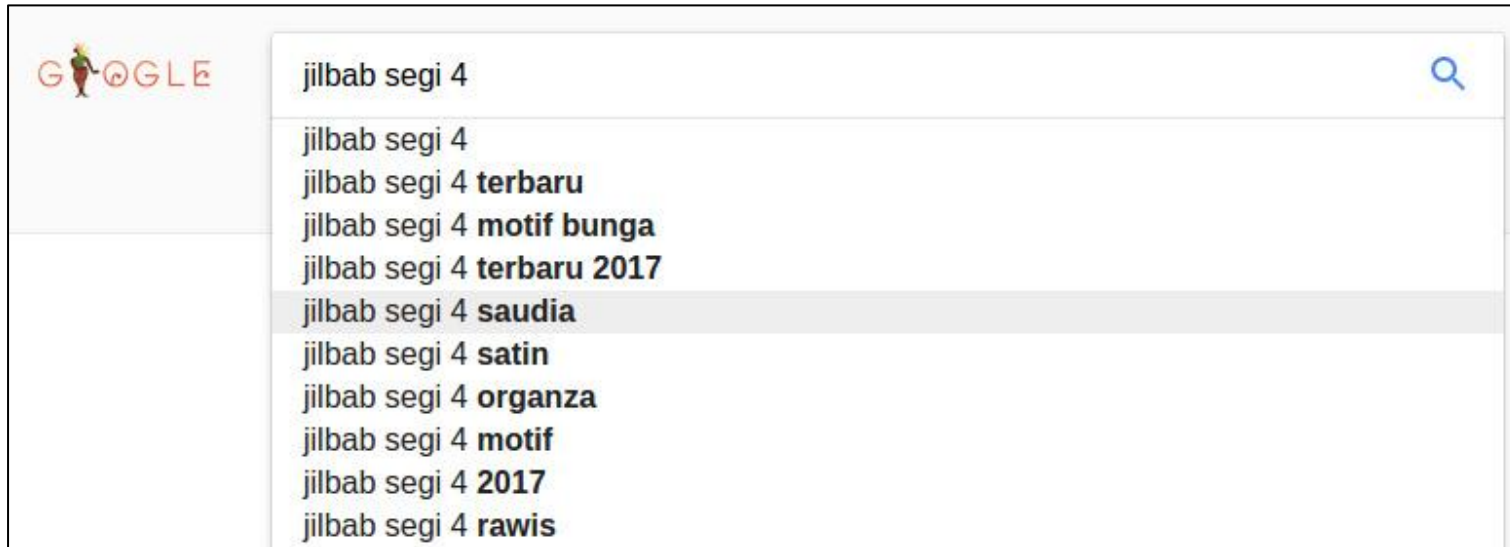 GOOGLE
jilbab segi 4
jilbab segi 4
jilbab segi 4 terbaru
jilbab segi 4 motif bunga
jilbab segi 4 terbaru 2017
jilbab segi 4 saudia
jilbab segi 4 satin
jilbab segi 4 organza
jilbab segi 4 motif
jilbab segi 4 2017
jilbab segi 4 rawis